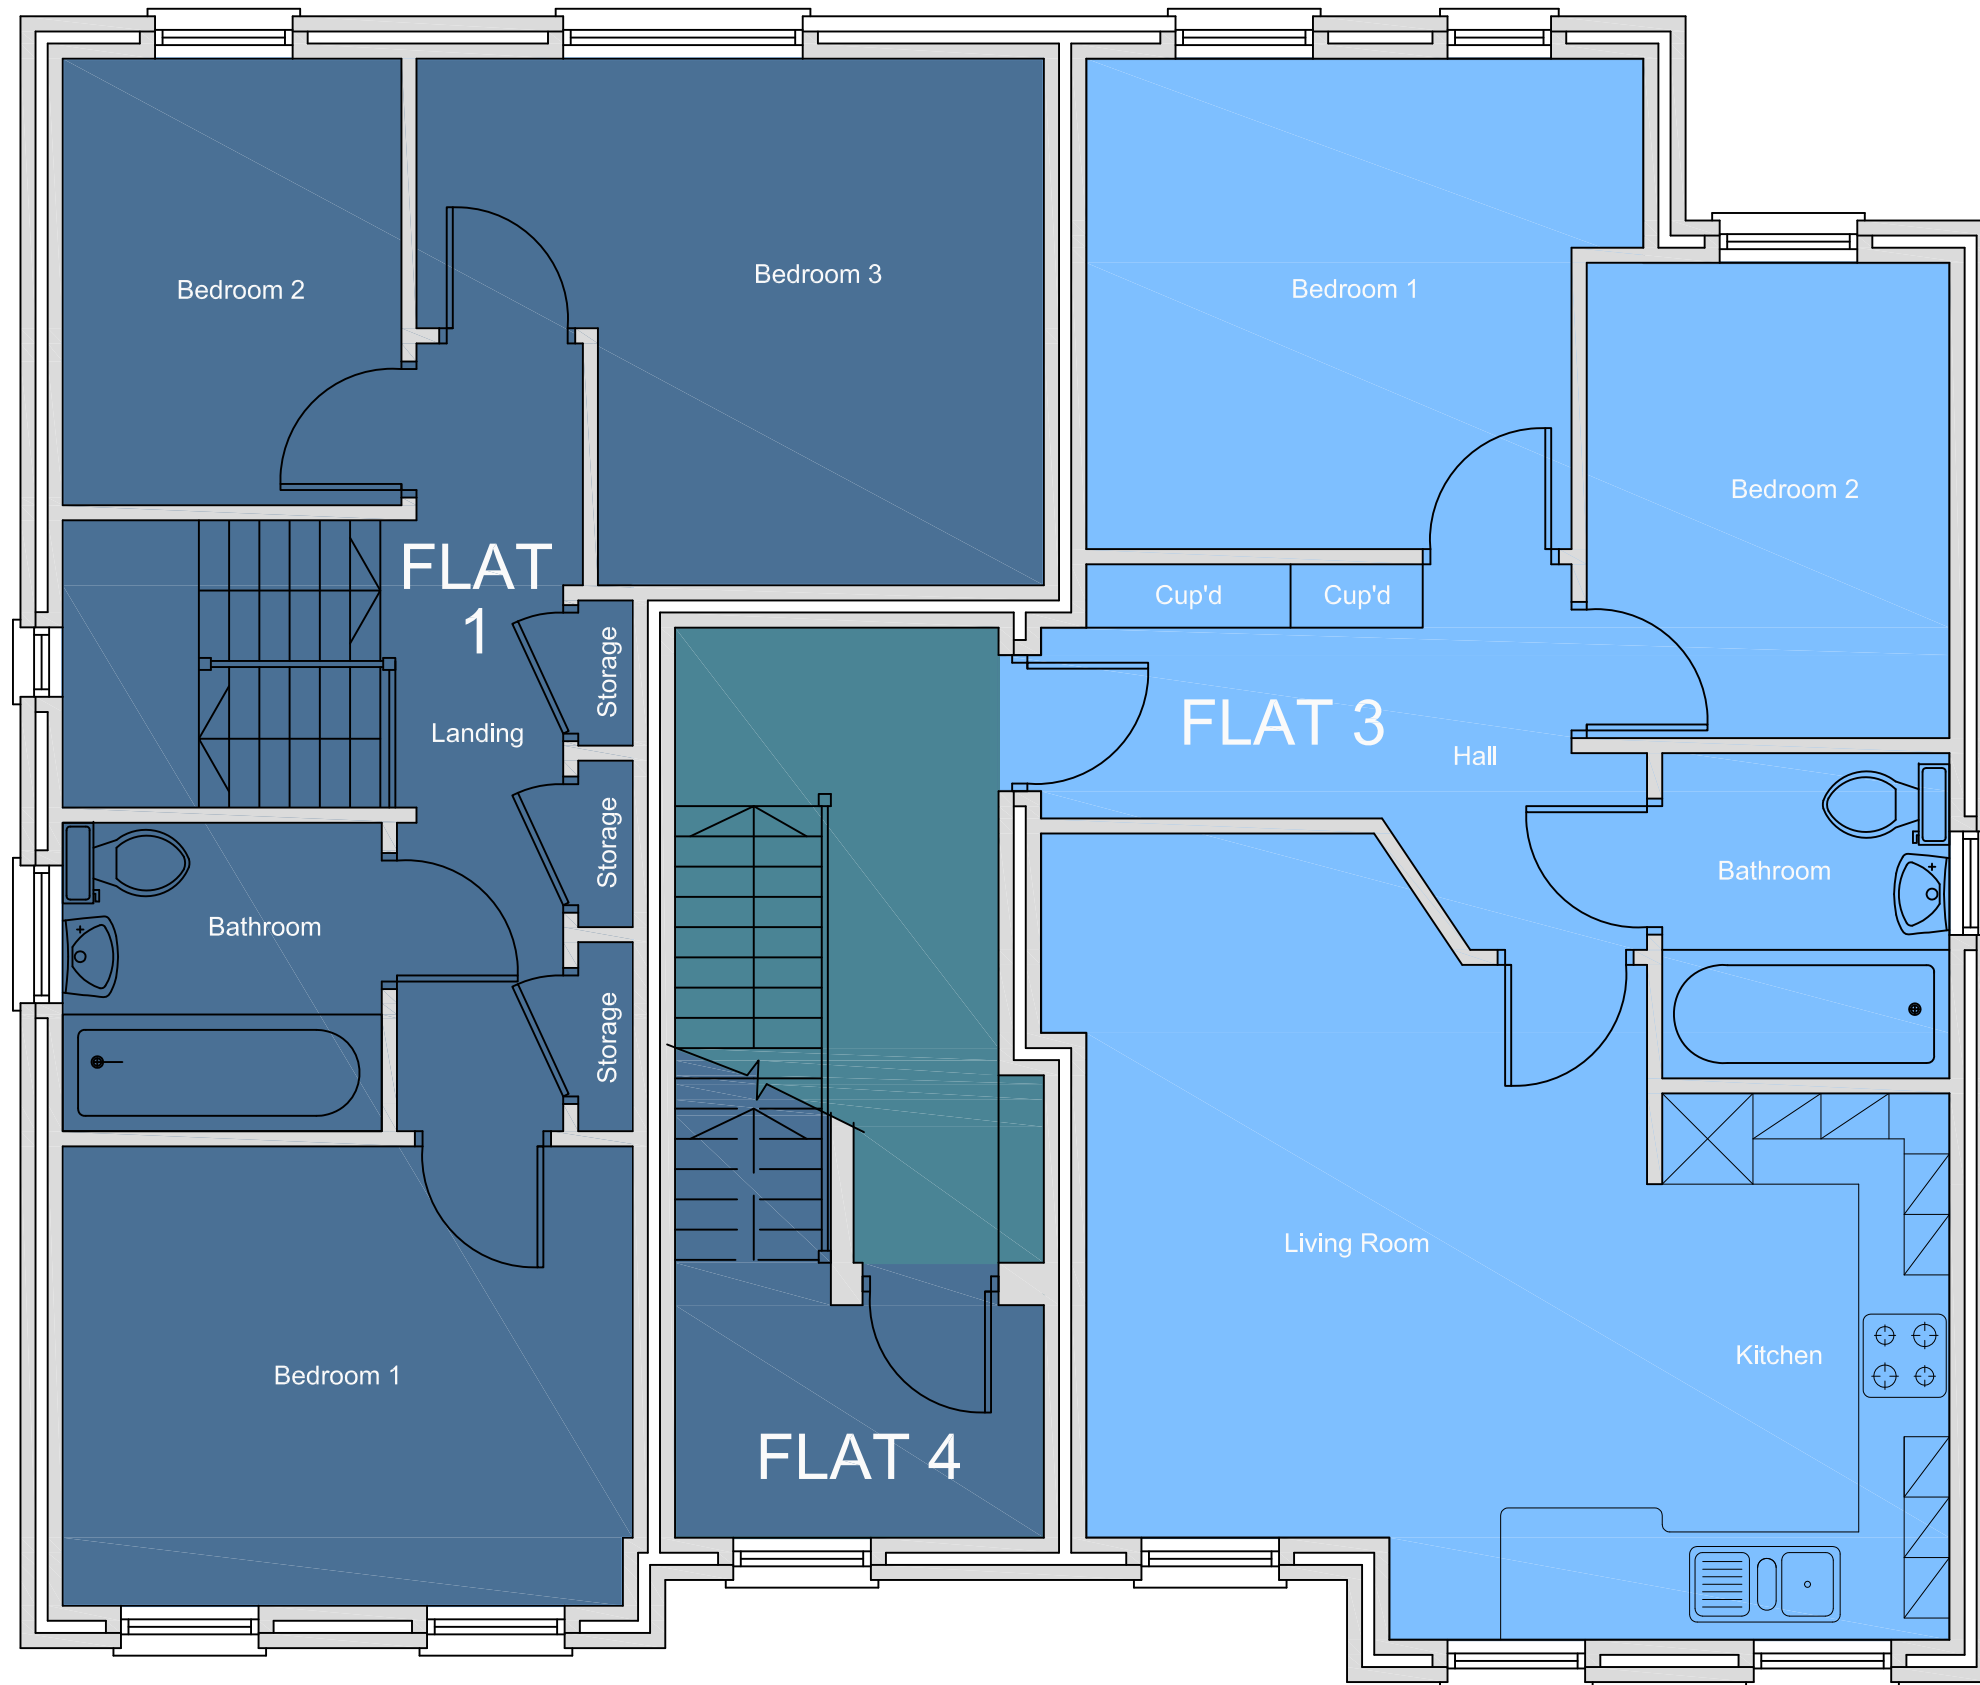 Bedroom 2
Bedroom 3
Bedroom 1
Bedroom 2
FLAT
1
Cup'd
Cup'd
Storage
Landing
FLAT 3
Hall
Storage
Bathroom
Bathroom
Storage
Living Room
Kitchen
Bedroom 1
FLAT 4